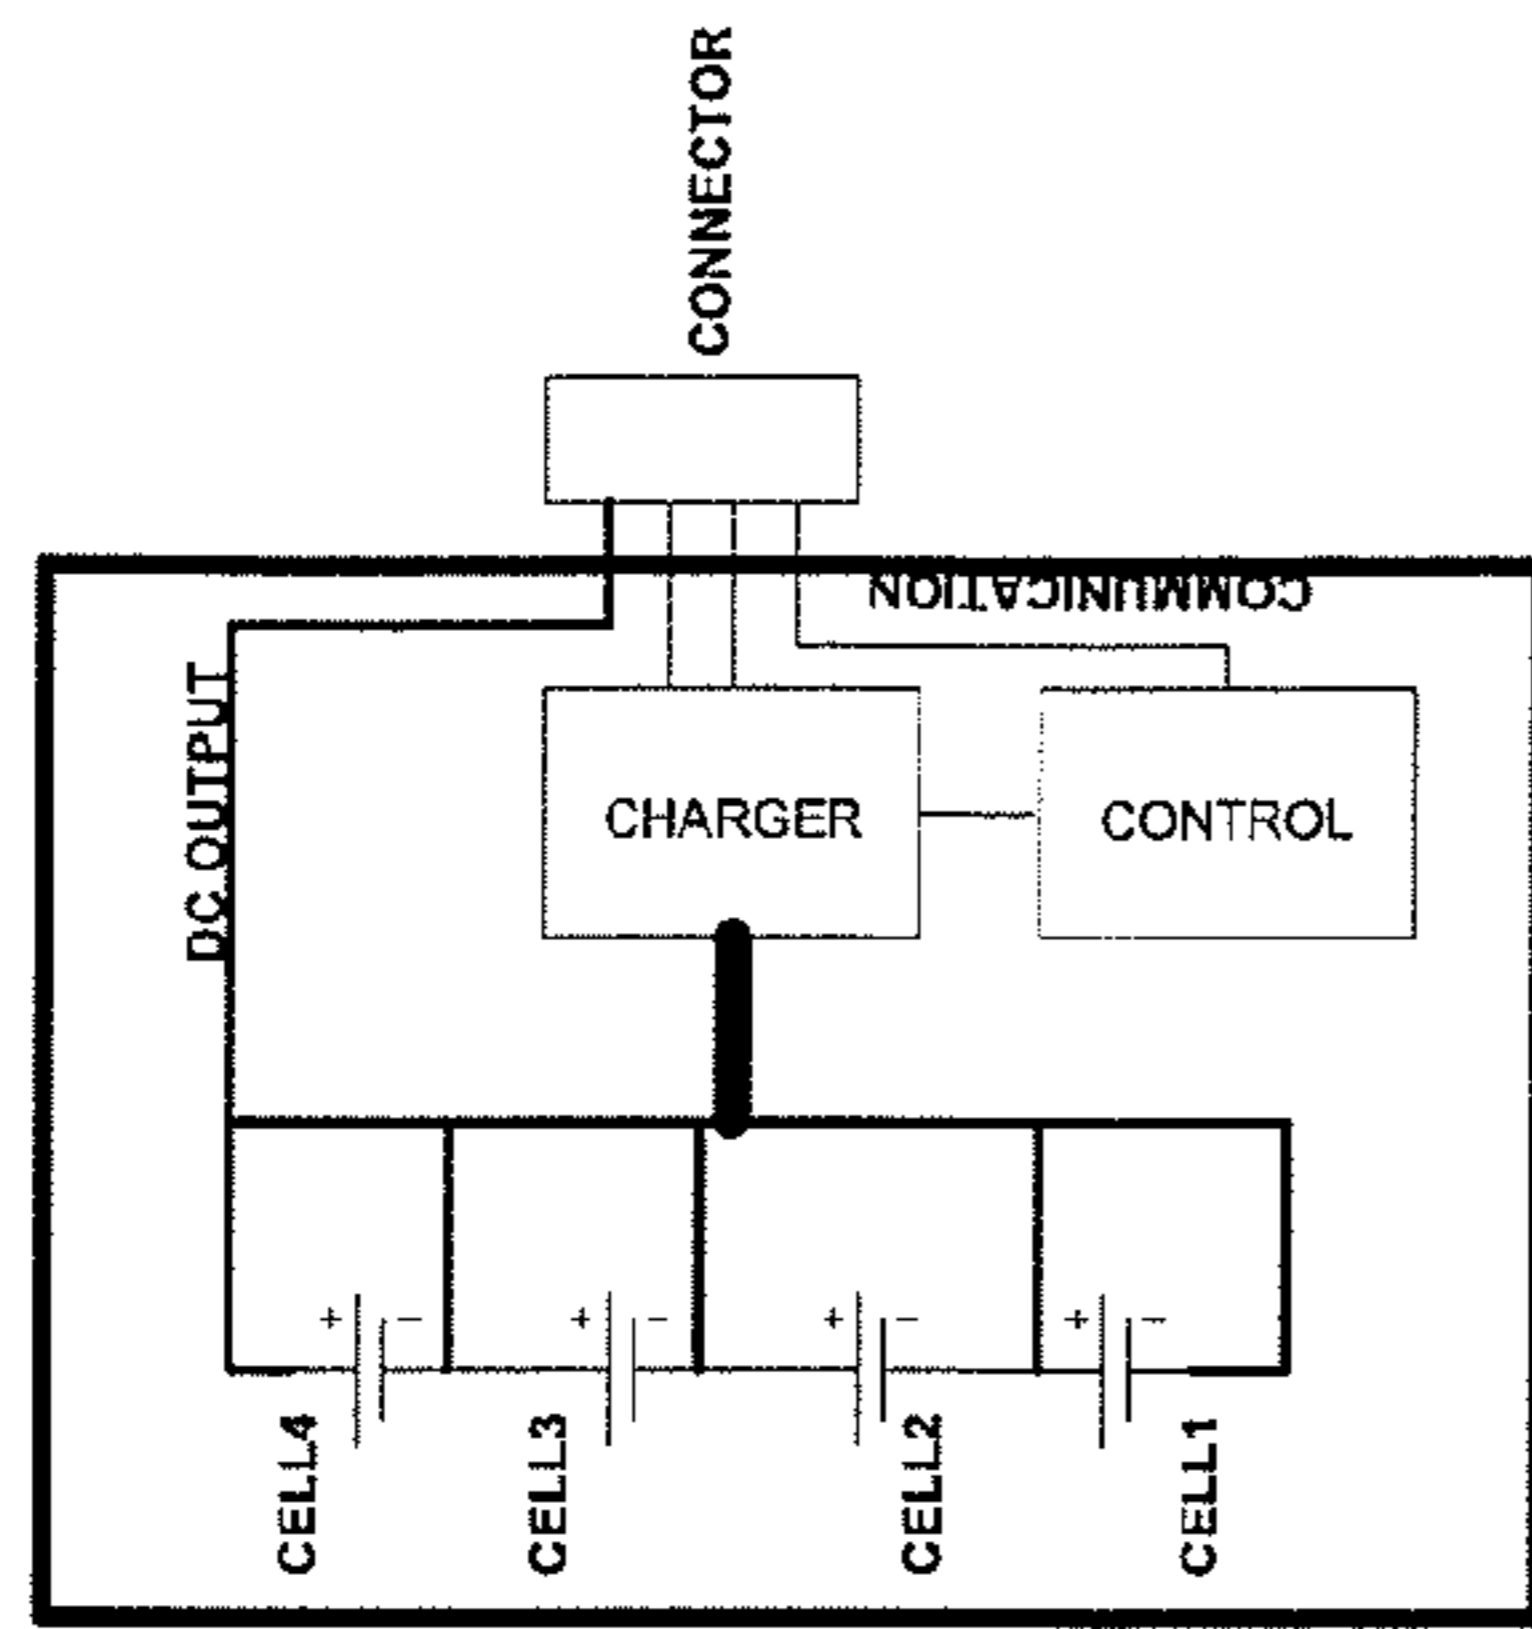 CONNECTOR
COMMUNICATION
DC OUTPUT
CHARGER
CONTROL
+ −
+ −
+ −
+ −
CELL4
CELL3
CELL2
CELL1